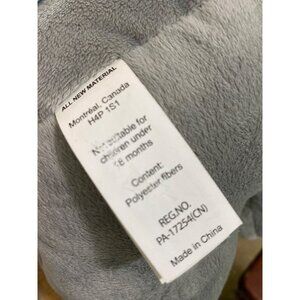 ALL NEW MATERIAL
Montréal, Canada
H4P 1S1
Not suitable for
children under
18 months
Content:
Polyester fibers
REG.NO.
PA-17254(CN)
Made in China